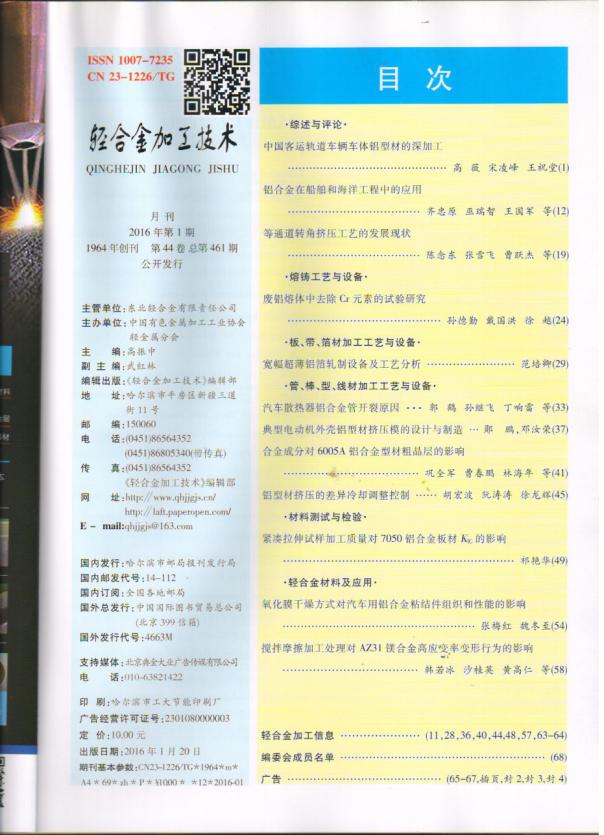 ISSN 1007-7235
CN 23-1226/TG
轻合金加工技术
QINGHEJIN JIAGONG JISHU
月刊
2016 年第 1 期
1964 年创刊 第 44 卷 总第 461 期
公开发行
主管单位:东北轻合金有限责任公司
主办单位:中国有色金属加工工业协会
轻金属分会
主 编:高振中
副 主 编:武红林
编辑出版:《轻合金加工技术》编辑部
地 址:哈尔滨市平房区新疆三道
街 11 号
邮 编:150060
电 话:(0451)86564352
(0451)86805340(带传真)
传 真:(0451)86564352
《轻合金加工技术》编辑部
网 址:http://www.qhjjgjs.cn/
http://laft.paperopen.com/
E - mail:qhjjgjs@163.com
国内发行:哈尔滨市邮局报刊发行局
国内邮发代号:14-112
国内订阅:全国各地邮局
国外总发行:中国国际图书贸易总公司
(北京 399 信箱)
国外发行代号:4663M
支持媒体:北京典金大业广告传媒有限公司
电 话:010-63821422
印 刷:哈尔滨市工大节能印刷厂
广告经营许可证号:2301080000003
定 价:10.00 元
出版日期:2016 年 1 月 20 日
期刊基本参数:CN23-1226/TG*1964*m*
A4*69*zh*P*¥10.00* *12*2016-01
目 次
·综述与评论·
中国客运轨道车辆车体铝型材的深加工
高 薇 宋凌峰 王祝堂(1)
铝合金在船舶和海洋工程中的应用
齐忠原 巫瑞智 王国军 等(12)
等通道转角挤压工艺的发展现状
陈念东 张雪飞 曹跃杰 等(19)
·熔铸工艺与设备·
废铝熔体中去除 Cr 元素的试验研究
孙德勤 戴国洪 徐 越(24)
·板、带、箔材加工工艺与设备·
宽幅超薄铝箔轧制设备及工艺分析 范培卿(29)
·管、棒、型、线材加工工艺与设备·
汽车散热器铝合金管开裂原因 郭 鹞 孙继飞 丁响雷 等(33)
典型电动机外壳铝型材挤压模的设计与制造 郑 鹏,邓汝荣(37)
合金成分对 6005A 铝合金型材粗晶层的影响
巩全军 曹春鹏 林海年 等(41)
铝型材挤压的差异冷却调整控制 胡宏波 阮涛涛 徐龙辉(45)
·材料测试与检验·
紧凑拉伸试样加工质量对 7050 铝合金板材 KIC 的影响
祁艳华(49)
·轻合金材料及应用·
氧化膜干燥方式对汽车用铝合金粘结件组织和性能的影响
张梅红 魏冬至(54)
搅拌摩擦加工处理对 AZ31 镁合金高应变率变形行为的影响
韩若冰 沙桂英 黄高仁 等(58)
轻合金加工信息 (11,28,36,40,44,48,57,63-64)
编委会成员名单 (68)
广告 (65-67,插页,封 2,封 3,封 4)